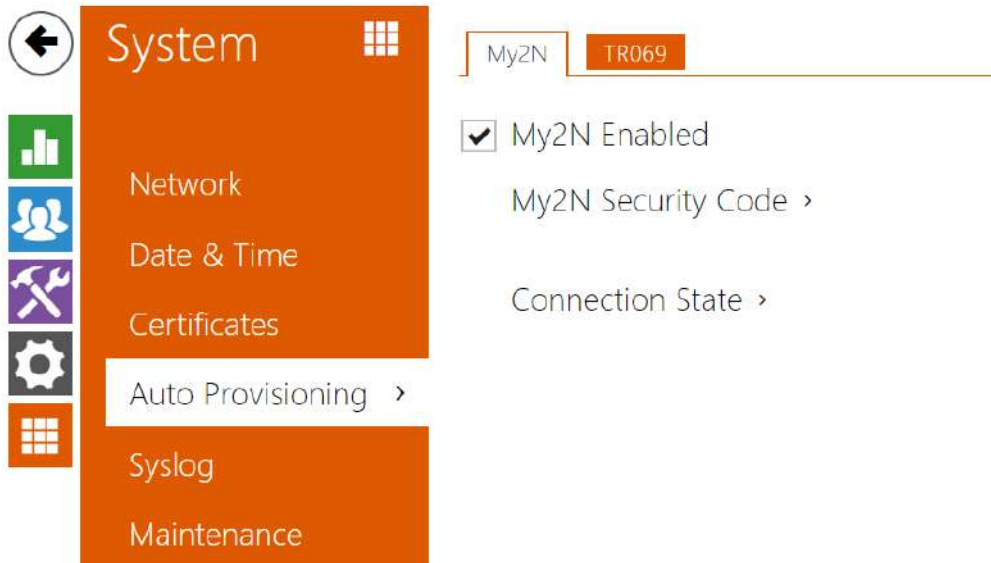 System
Network
Date & Time
Certificates
Auto Provisioning ›
Syslog
Maintenance
My2N
TR069
My2N Enabled
My2N Security Code ›
Connection State ›